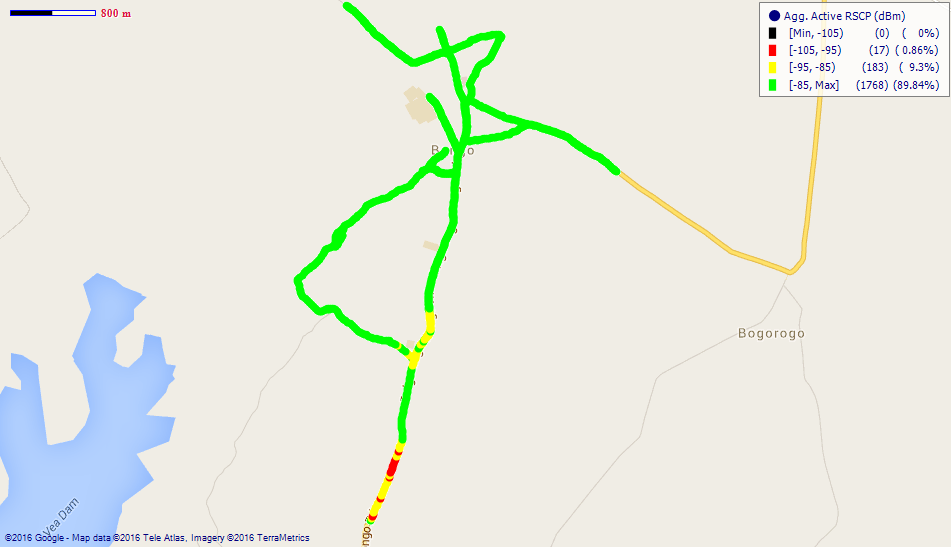 800 m
Agg. Active RSCP (dBm)
[Min, -105) (0) ( 0%)
[-105, -95) (17) ( 0.86%)
[-95, -85) (183) ( 9.3%)
[-85, Max] (1768) (89.84%)
Bogorogo
Vea Dam
©2016 Google - Map data ©2016 Tele Atlas, Imagery ©2016 TerraMetrics